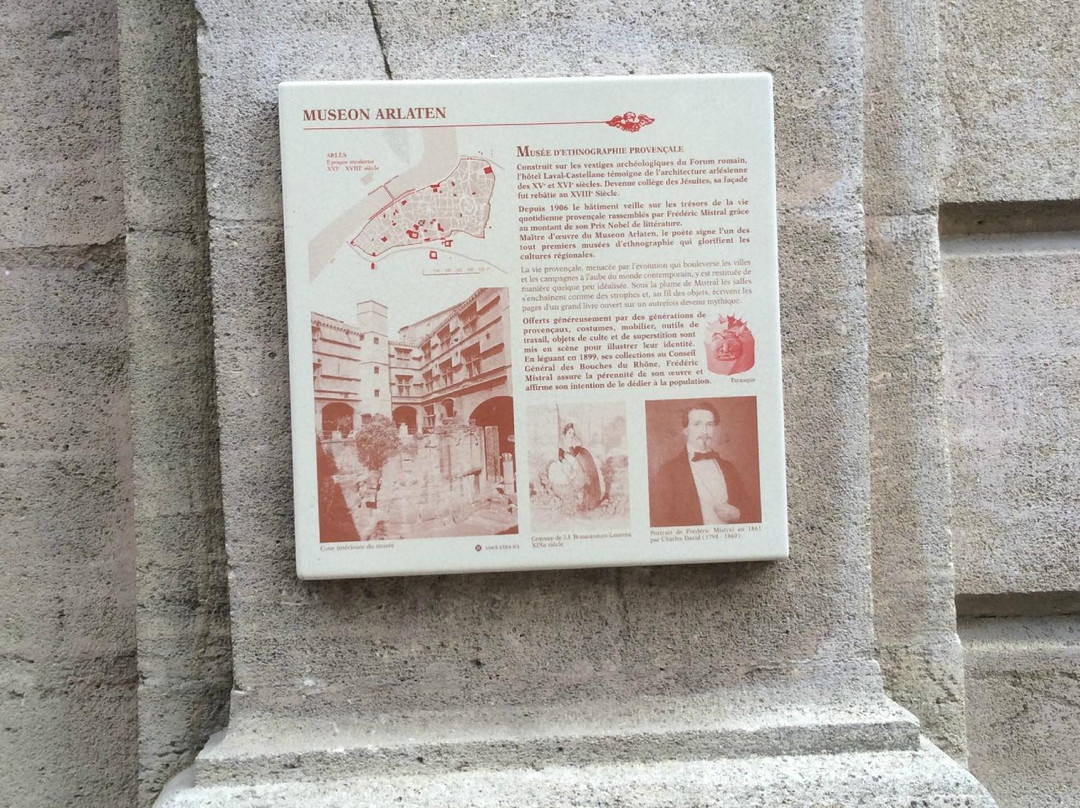 MUSEON ARLATEN
ARLES
Epoque moderne
XVIe - XVIIIe siècle
MUSÉE D'ETHNOGRAPHIE PROVENÇALE
Construit sur les vestiges archéologiques du Forum romain,
l'hôtel Laval-Castellane témoigne de l'architecture arlésienne
des XVe et XVIe siècles. Devenue collège des Jésuites, sa façade
fut rebâtie au XVIIIe Siècle.
Depuis 1906 le bâtiment veille sur les trésors de la vie
quotidienne provençale rassemblés par Frédéric Mistral grâce
au montant de son Prix Nobel de littérature.
Maître d'œuvre du Museon Arlaten, le poète signe l'un des
tout premiers musées d'ethnographie qui glorifient les
cultures régionales.
La vie provençale, menacée par l'évolution qui bouleverse les villes
et les campagnes à l'aube du monde contemporain, y est restituée de
manière quelque peu idéalisée. Sous la plume de Mistral les salles
s'enchaînent comme des strophes et, au fil des objets, écrivent les
pages d'un grand livre ouvert sur un autrefois devenu mythique.
Offerts généreusement par des générations de
provençaux, costumes, mobilier, outils de
travail, objets de culte et de superstition sont
mis en scène pour illustrer leur identité.
En léguant en 1899, ses collections au Conseil
Général des Bouches du Rhône, Frédéric
Mistral assure la pérennité de son œuvre et
affirme son intention de le dédier à la population.
Tarasque
Cour intérieure du musée
Gravure de J.J. Bonaventure-Laurens
XIXe siècle
Portrait de Frédéric Mistral en 1861
par Charles David (1798 - 1860)